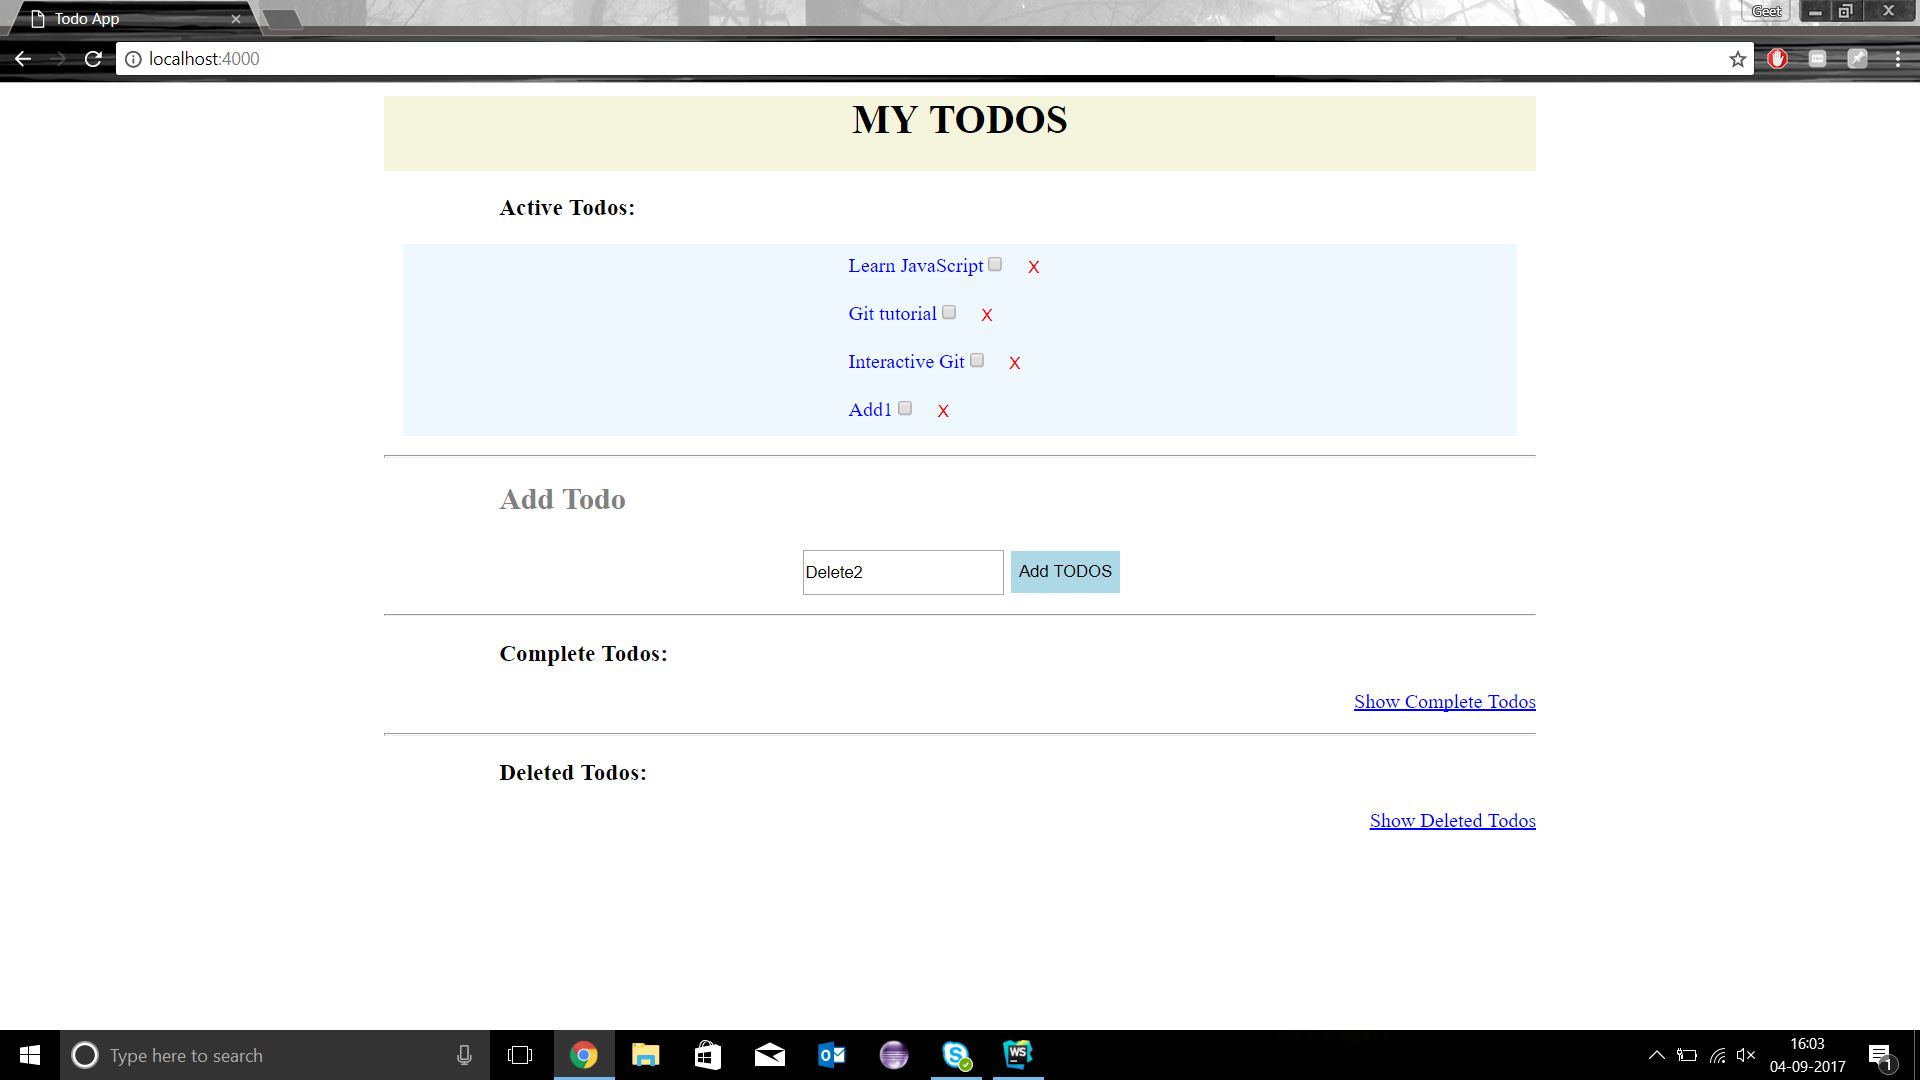 Todo App
Geet
localhost:4000
MY TODOS
Active Todos:
Learn JavaScript X
Git tutorial X
Interactive Git X
Add1 X
Add Todo
Delete2 Add TODOS
Complete Todos:
Show Complete Todos
Deleted Todos:
Show Deleted Todos
Type here to search
WS
16:03
04-09-2017
1